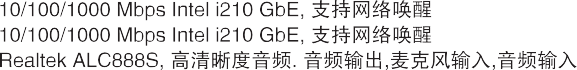 10/100/1000 Mbps Intel i210 GbE, 支持网络唤醒
10/100/1000 Mbps Intel i210 GbE, 支持网络唤醒
Realtek ALC888S, 高清晰度音频. 音频输出,麦克风输入,音频输入